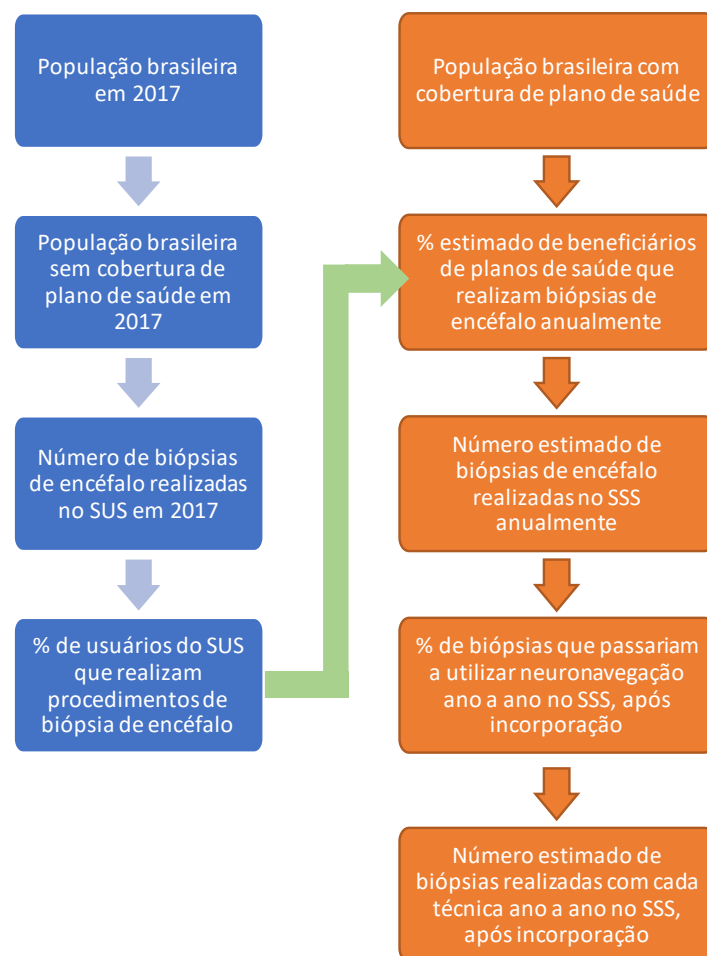 População brasileira
em 2017
População brasileira
sem cobertura de
plano de saúde em
2017
Número de biópsias
de encéfalo realizadas
no SUS em 2017
% de usuários do SUS
que realizam
procedimentos de
biópsia de encéfalo
População brasileira com
cobertura de plano de saúde
% estimado de beneficiários
de planos de saúde que
realizam biópsias de
encéfalo anualmente
Número estimado de
biópsias de encéfalo
realizadas no SSS
anualmente
% de biópsias que passariam
a utilizar neuronavegação
ano a ano no SSS, após
incorporação
Número estimado de
biópsias realizadas com cada
técnica ano a ano no SSS,
após incorporação